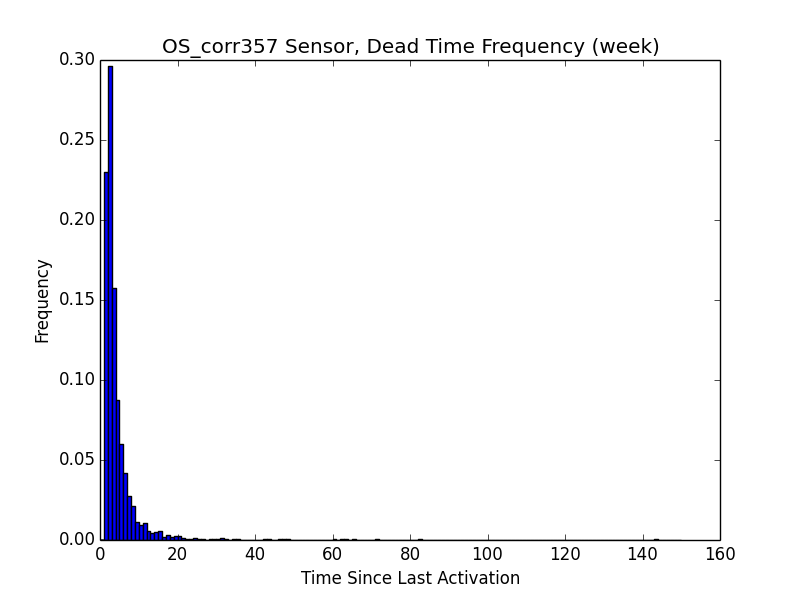 OS_corr357 Sensor, Dead Time Frequency (week)
0.30
0.25
0.20
0.15
0.10
0.05
0.00
Frequency
0 20 40 60 80 100 120 140 160
Time Since Last Activation